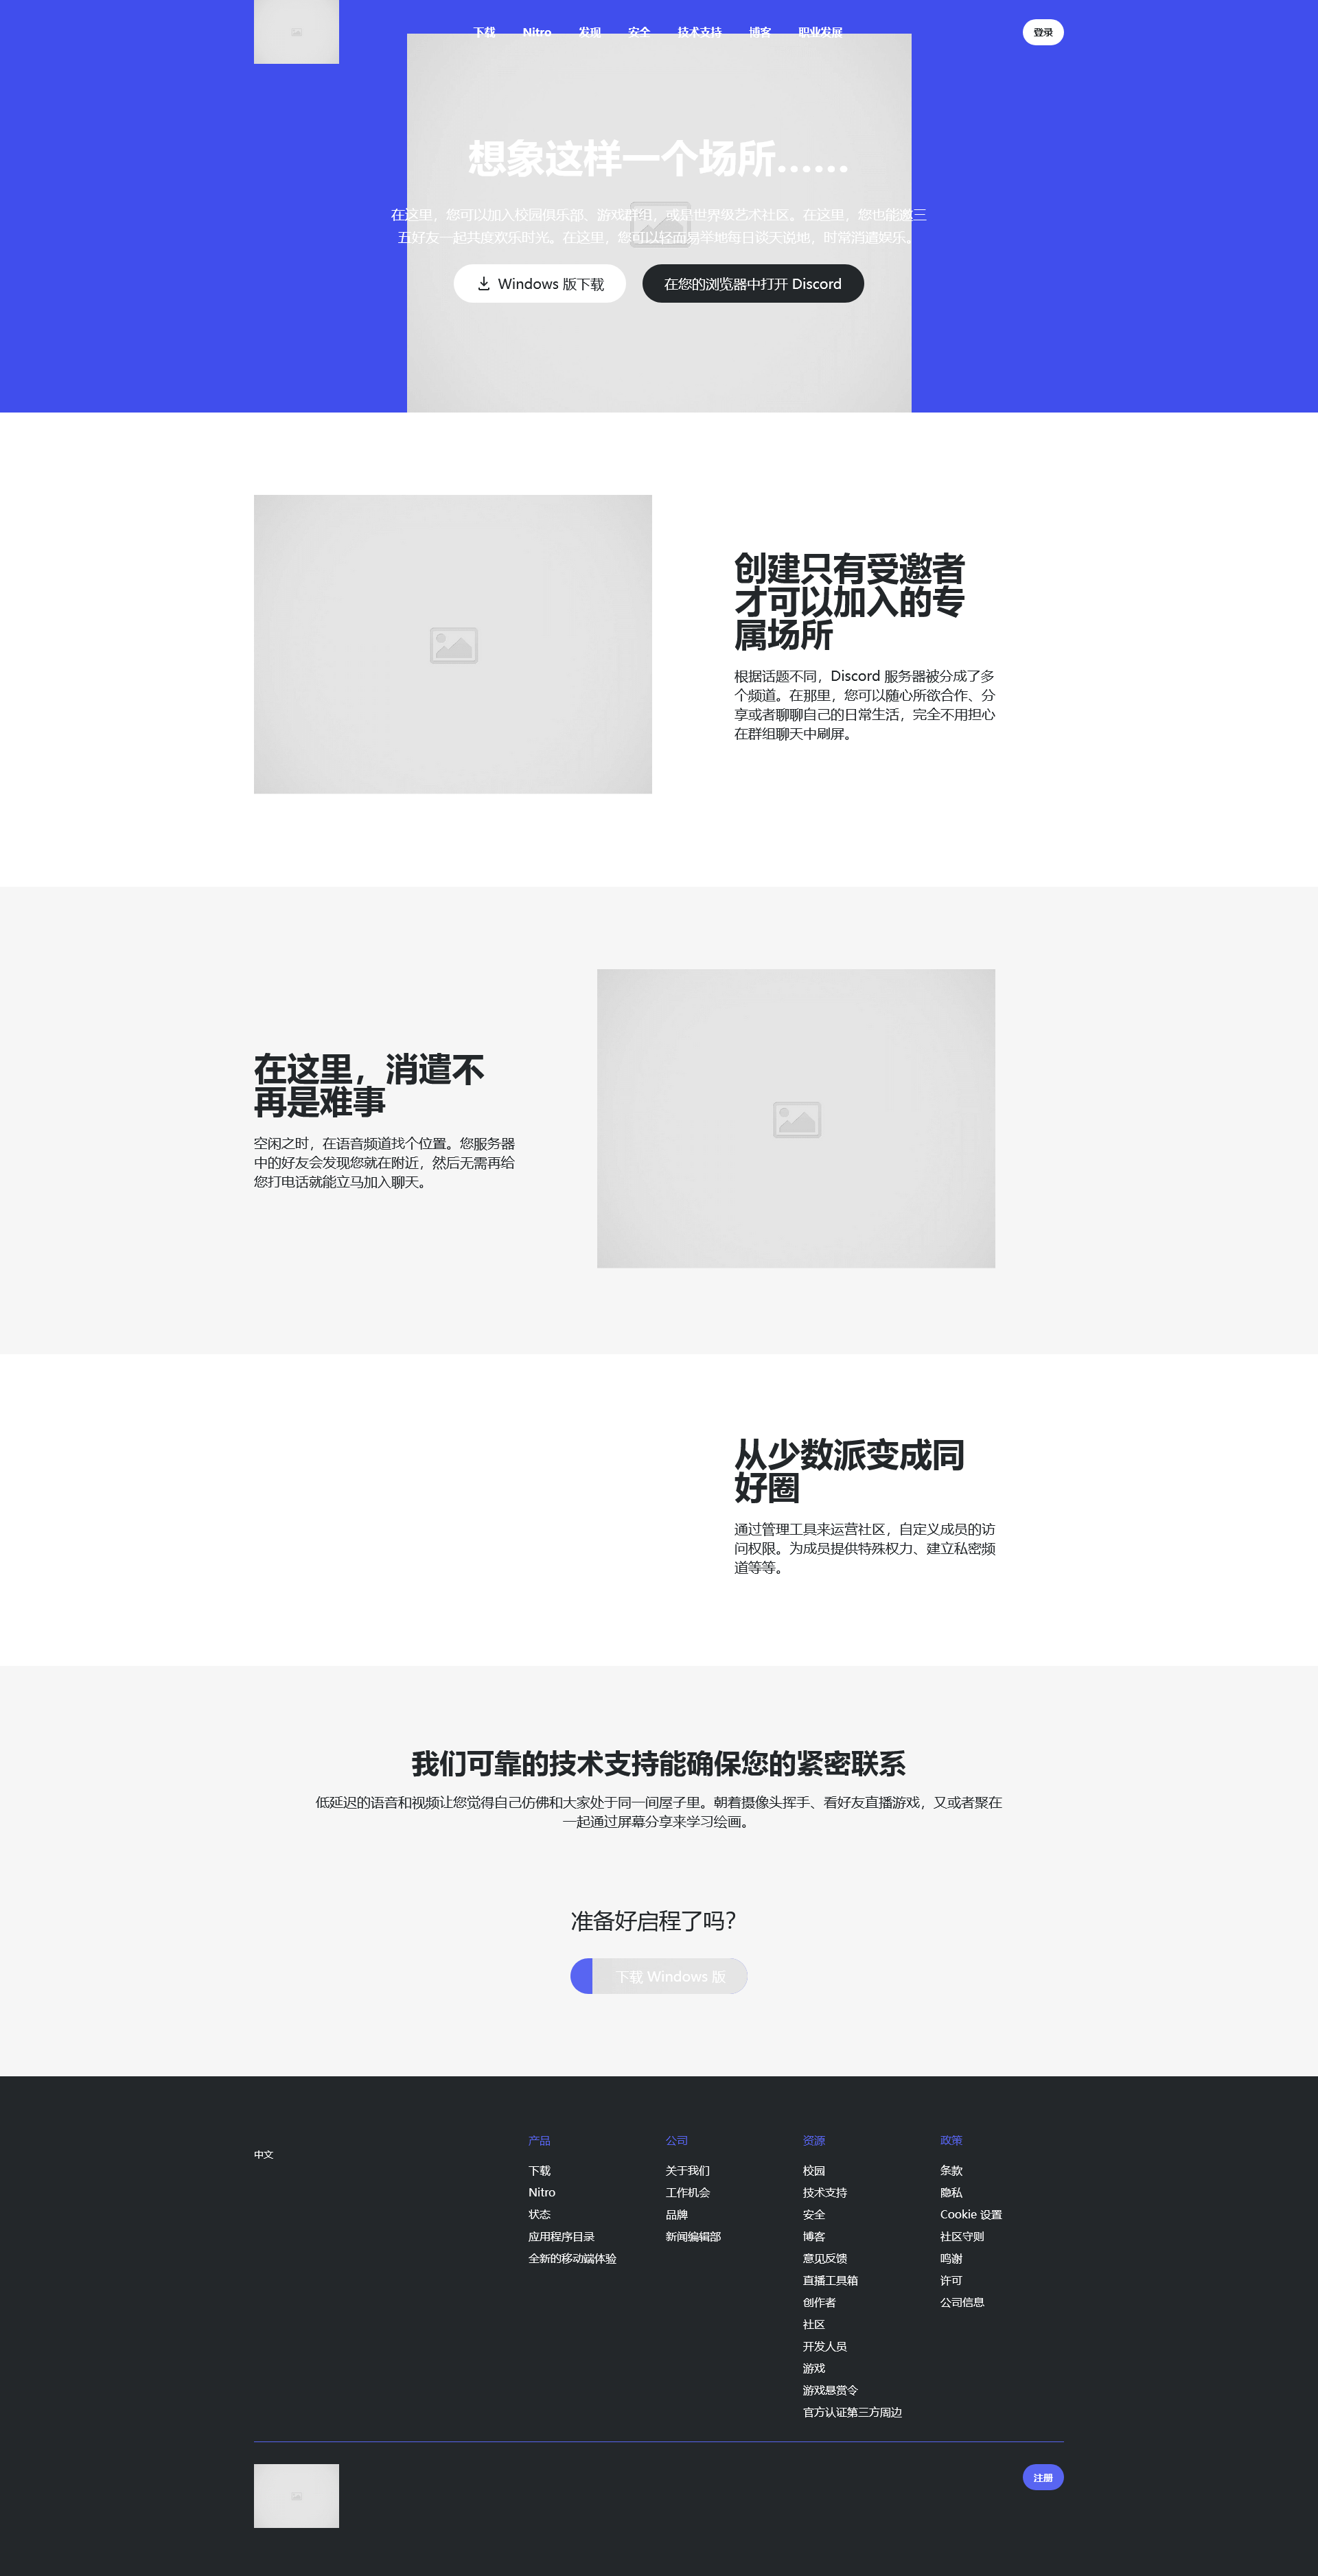 下载 Nitro 发现 安全 技术支持 博客 职业发展 登录
想象这样一个场所……
在这里，您可以加入校园俱乐部、游戏群组，或是世界级艺术社区。在这里，您也能邀三
五好友一起共度欢乐时光。在这里，您可以轻而易举地每日谈天说地，时常消遣娱乐。
Windows 版下载 在您的浏览器中打开 Discord
创建只有受邀者
才可以加入的专
属场所
根据话题不同，Discord 服务器被分成了多
个频道。在那里，您可以随心所欲合作、分
享或者聊聊自己的日常生活，完全不用担心
在群组聊天中刷屏。
在这里，消遣不
再是难事
空闲之时，在语音频道找个位置。您服务器
中的好友会发现您就在附近，然后无需再给
您打电话就能立马加入聊天。
从少数派变成同
好圈
通过管理工具来运营社区，自定义成员的访
问权限。为成员提供特殊权力、建立私密频
道等等。
我们可靠的技术支持能确保您的紧密联系
低延迟的语音和视频让您觉得自己仿佛和大家处于同一间屋子里。朝着摄像头挥手、看好友直播游戏，又或者聚在
一起通过屏幕分享来学习绘画。
准备好启程了吗？
下载 Windows 版
中文
产品
下载
Nitro
状态
应用程序目录
全新的移动端体验
公司
关于我们
工作机会
品牌
新闻编辑部
资源
校园
技术支持
安全
博客
意见反馈
直播工具箱
创作者
社区
开发人员
游戏
游戏悬赏令
官方认证第三方周边
政策
条款
隐私
Cookie 设置
社区守则
鸣谢
许可
公司信息
注册